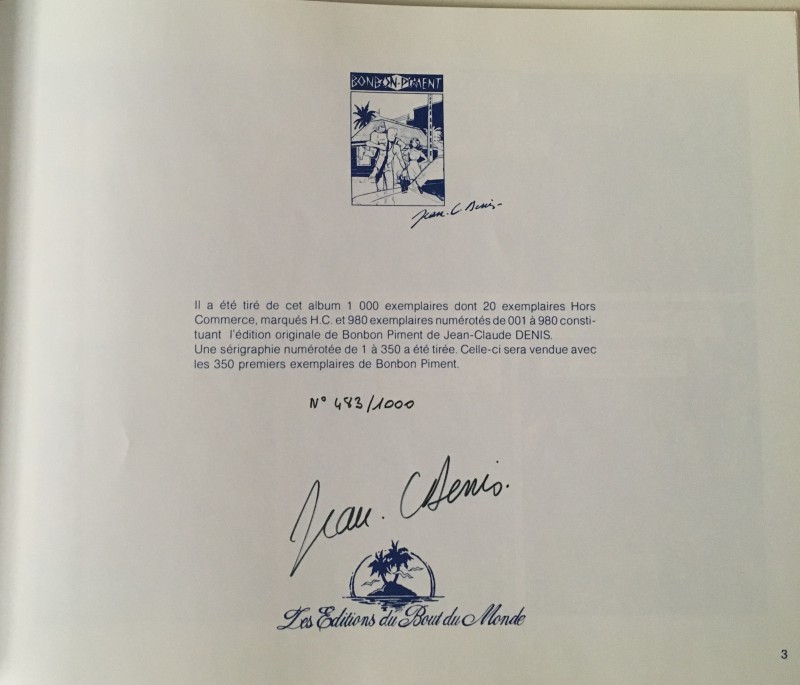 BONBON PIMENT
Jean. C. Denis
Il a été tiré de cet album 1 000 exemplaires dont 20 exemplaires Hors
Commerce, marqués H.C. et 980 exemplaires numérotés de 001 à 980 consti-
tuant l'édition originale de Bonbon Piment de Jean-Claude DENIS.
Une sérigraphie numérotée de 1 à 350 a été tirée. Celle-ci sera vendue avec
les 350 premiers exemplaires de Bonbon Piment.
N° 483/1000
Jean. C Denis.
Les Editions du Bout du Monde
3